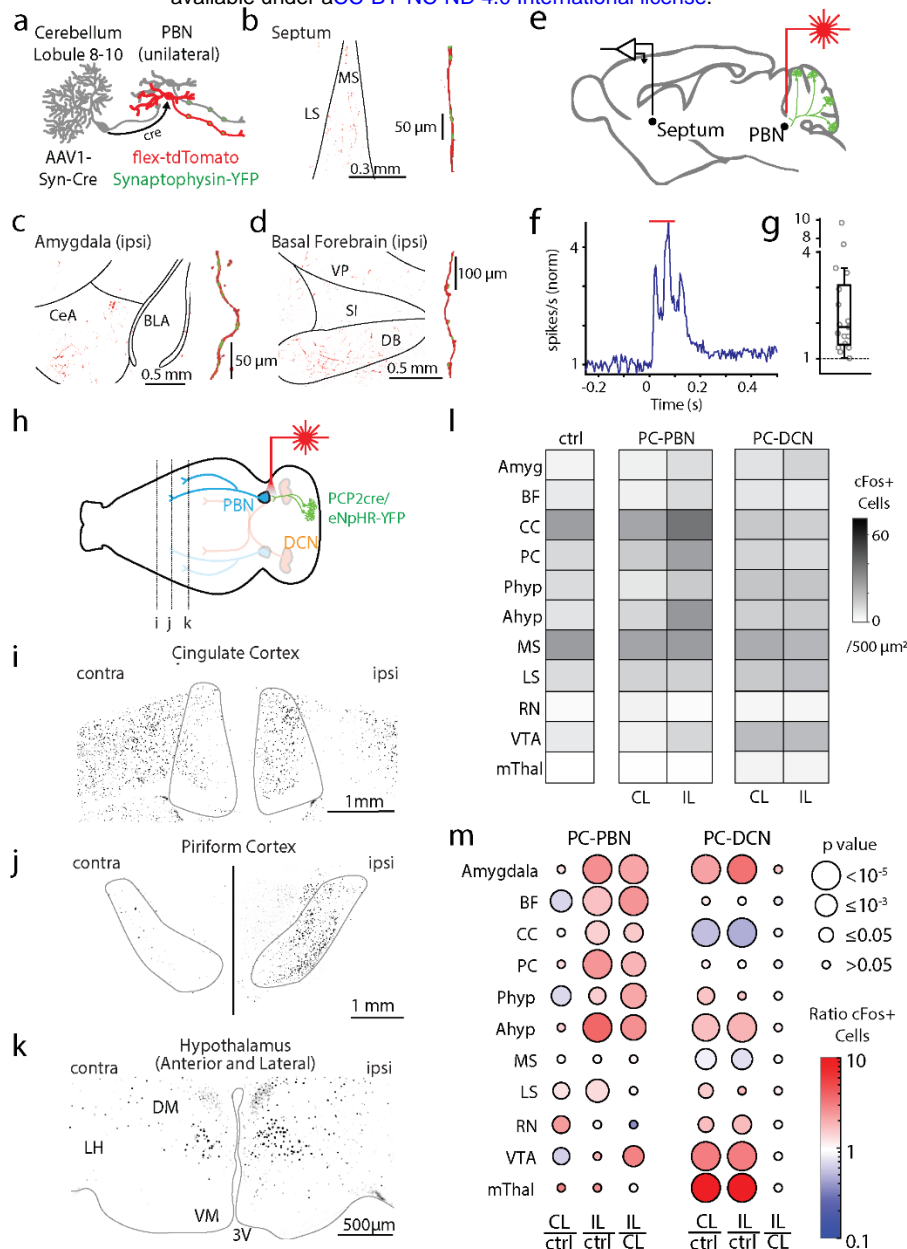 available under aCC-BY-NC-ND 4.0 International license.
a
Cerebellum
Lobule 8-10
PBN
(unilateral)
cre
AAV1-
Syn-Cre
flex-tdTomato
Synaptophysin-YFP
b
Septum
MS
LS
50 μm
0.3 mm
c
Amygdala (ipsi)
CeA
BLA
50 μm
0.5 mm
d
Basal Forebrain (ipsi)
VP
SI
DB
100 μm
0.5 mm
e
Septum
PBN
f
spikes/s (norm)
4
1
-0.2
0
0.2
0.4
Time (s)
g
10
8
4
1
h
PBN
PCP2cre/
eNpHR-YFP
DCN
i
j
k
i
Cingulate Cortex
contra
ipsi
1mm
j
Piriform Cortex
contra
ipsi
1 mm
k
Hypothalamus
(Anterior and Lateral)
contra
ipsi
DM
LH
VM
3V
500μm
l
ctrl
PC-PBN
PC-DCN
Amyg
BF
CC
PC
Phyp
Ahyp
MS
LS
RN
VTA
mThal
CL
IL
CL
IL
cFos+
Cells
60
0
/500 μm²
m
PC-PBN
PC-DCN
Amygdala
BF
CC
PC
Phyp
Ahyp
MS
LS
RN
VTA
mThal
CL
ctrl
IL
ctrl
IL
CL
CL
ctrl
IL
ctrl
IL
CL
p value
<10⁻⁵
≤10⁻³
≤0.05
>0.05
Ratio cFos+
Cells
10
1
0.1